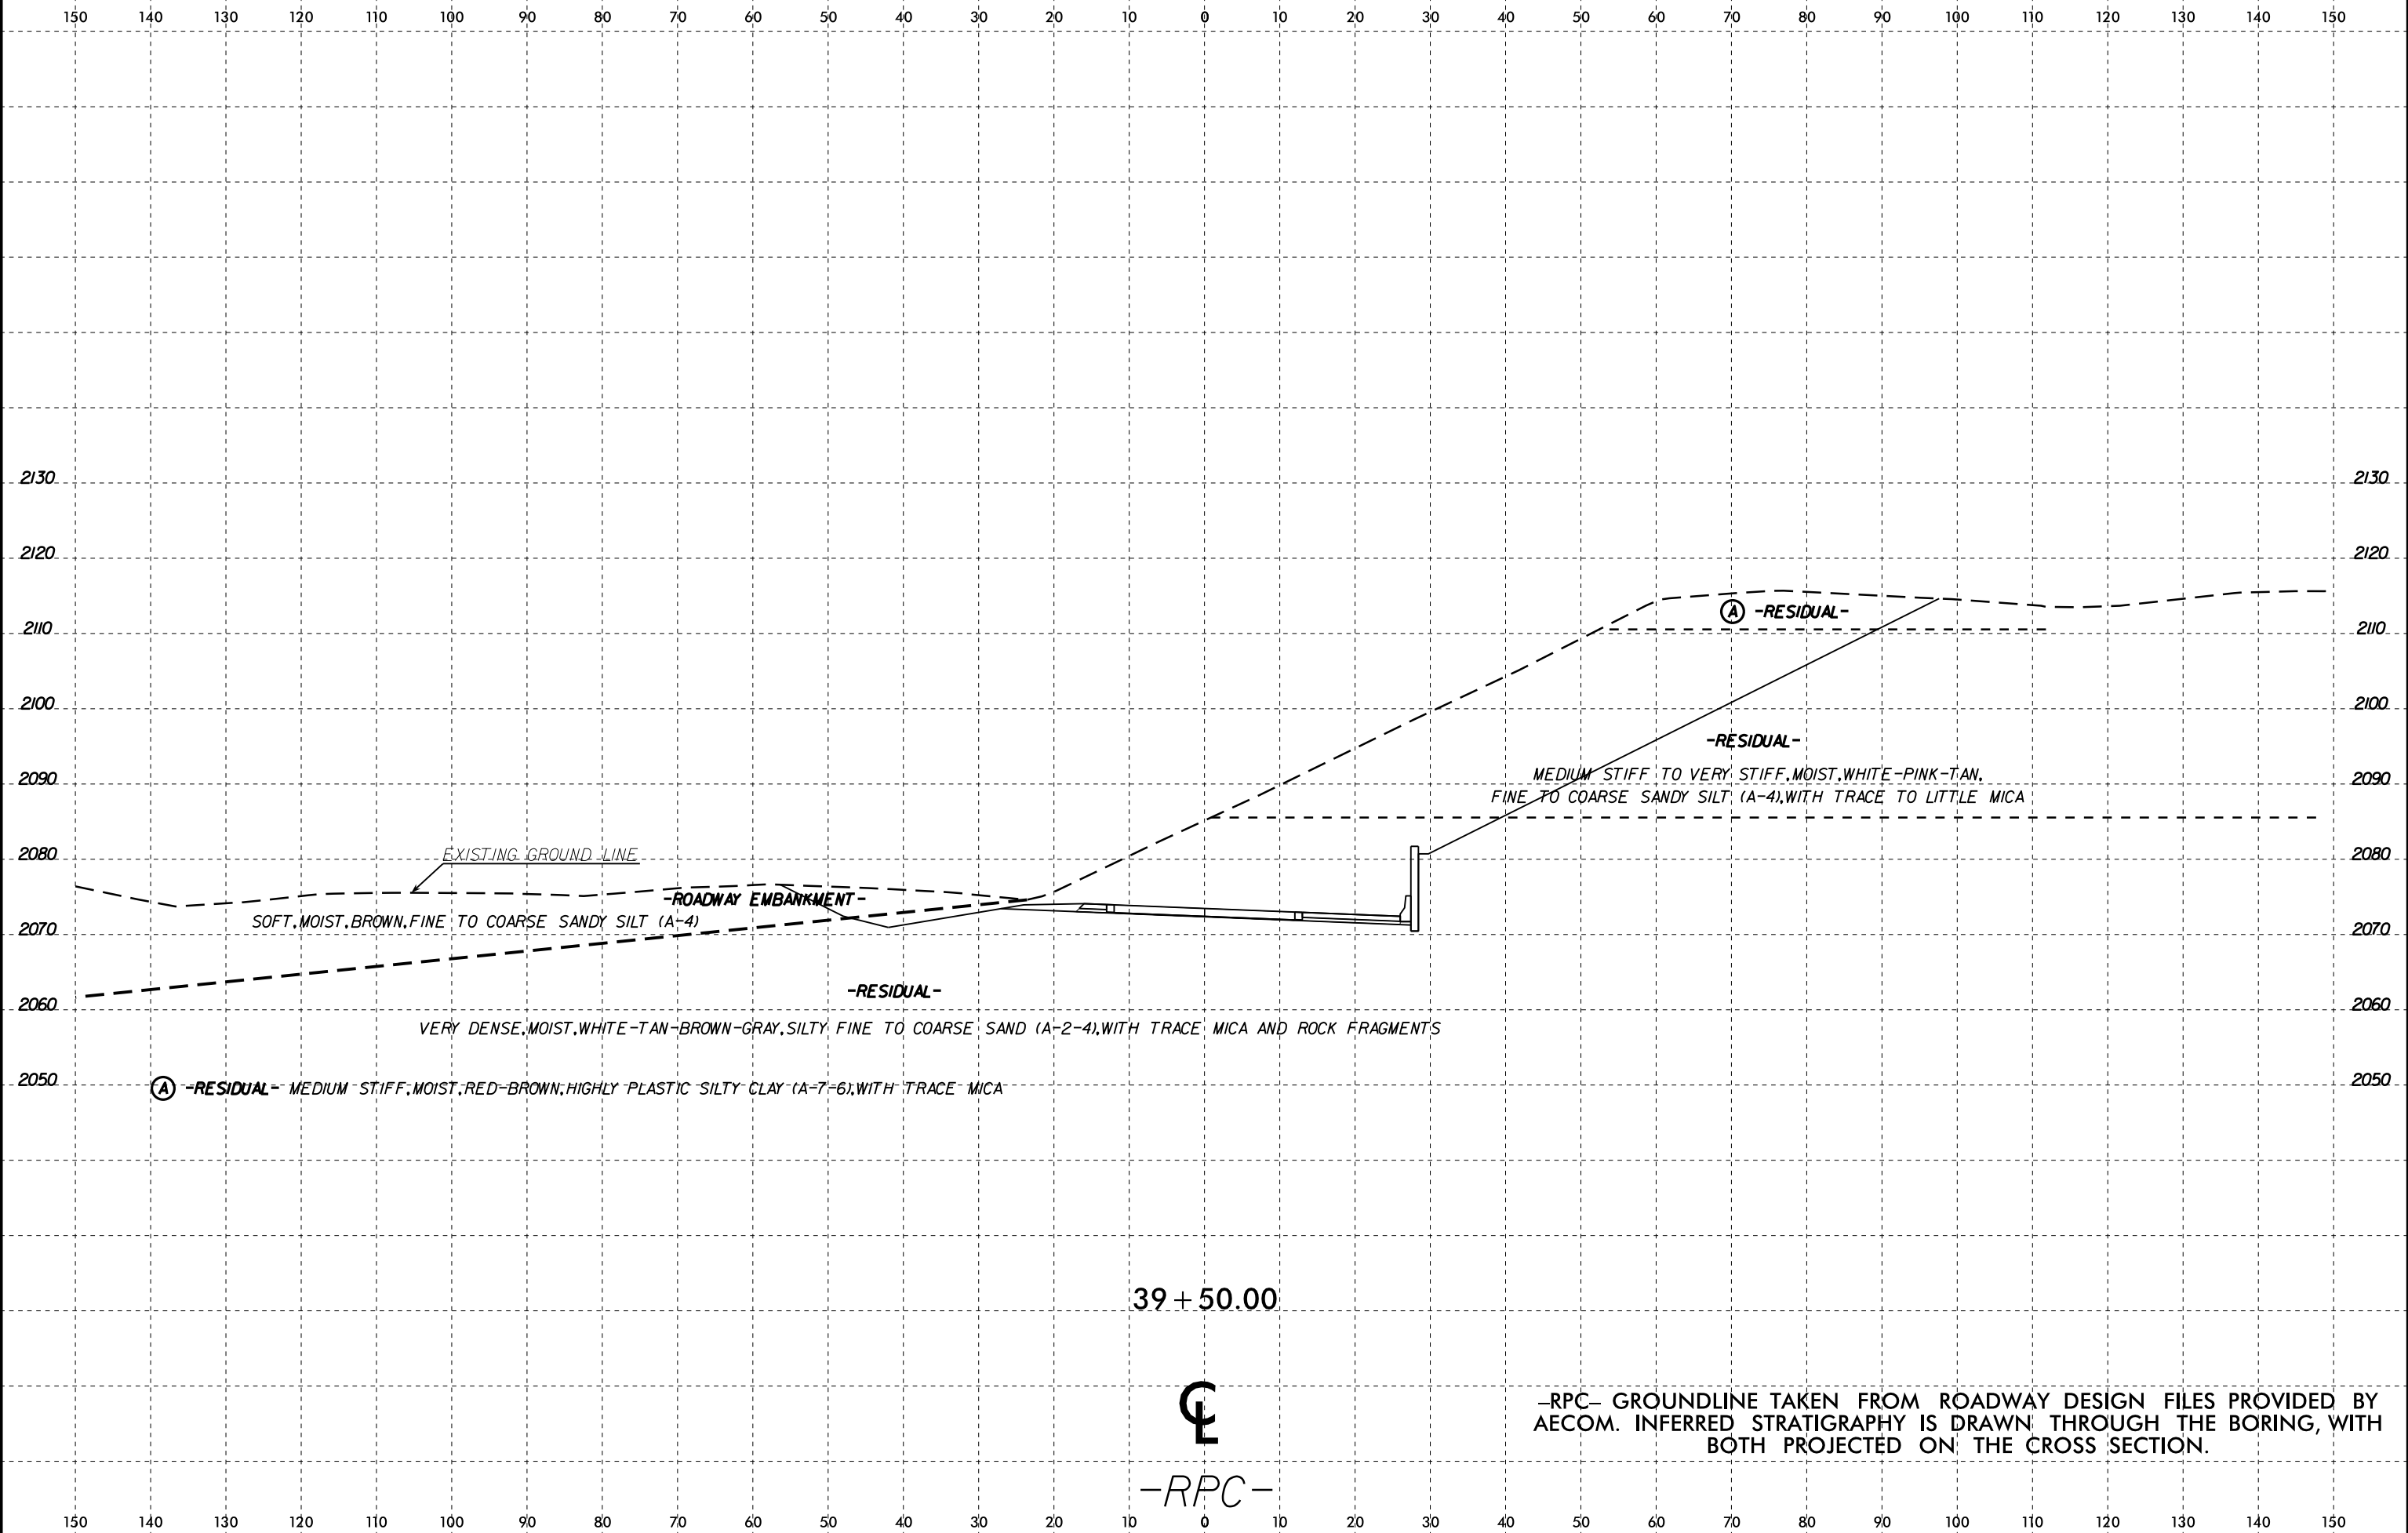 150 140 130 120 110 100 90 80 70 60 50 40 30 20 10 0 10 20 30 40 50 60 70 80 90 100 110 120 130 140 150
2130 2130
2120 2120
Ⓐ -RESIDUAL-
2110 2110
2100 2100
-RESIDUAL-
2090 2090
MEDIUM STIFF TO VERY STIFF,MOIST,WHITE-PINK-TAN,
FINE TO COARSE SANDY SILT (A-4),WITH TRACE TO LITTLE MICA
EXISTING GROUND LINE
2080 2080
-ROADWAY EMBANKMENT-
SOFT,MOIST,BROWN,FINE TO COARSE SANDY SILT (A-4)
2070 2070
-RESIDUAL-
2060 2060
VERY DENSE,MOIST,WHITE-TAN-BROWN-GRAY,SILTY FINE TO COARSE SAND (A-2-4),WITH TRACE MICA AND ROCK FRAGMENTS
2050 2050
Ⓐ -RESIDUAL- MEDIUM STIFF,MOIST,RED-BROWN,HIGHLY PLASTIC SILTY CLAY (A-7-6),WITH TRACE MICA
39+50.00
CL
-RPC-
-RPC- GROUNDLINE TAKEN FROM ROADWAY DESIGN FILES PROVIDED BY
AECOM. INFERRED STRATIGRAPHY IS DRAWN THROUGH THE BORING, WITH
BOTH PROJECTED ON THE CROSS SECTION.
150 140 130 120 110 100 90 80 70 60 50 40 30 20 10 0 10 20 30 40 50 60 70 80 90 100 110 120 130 140 150